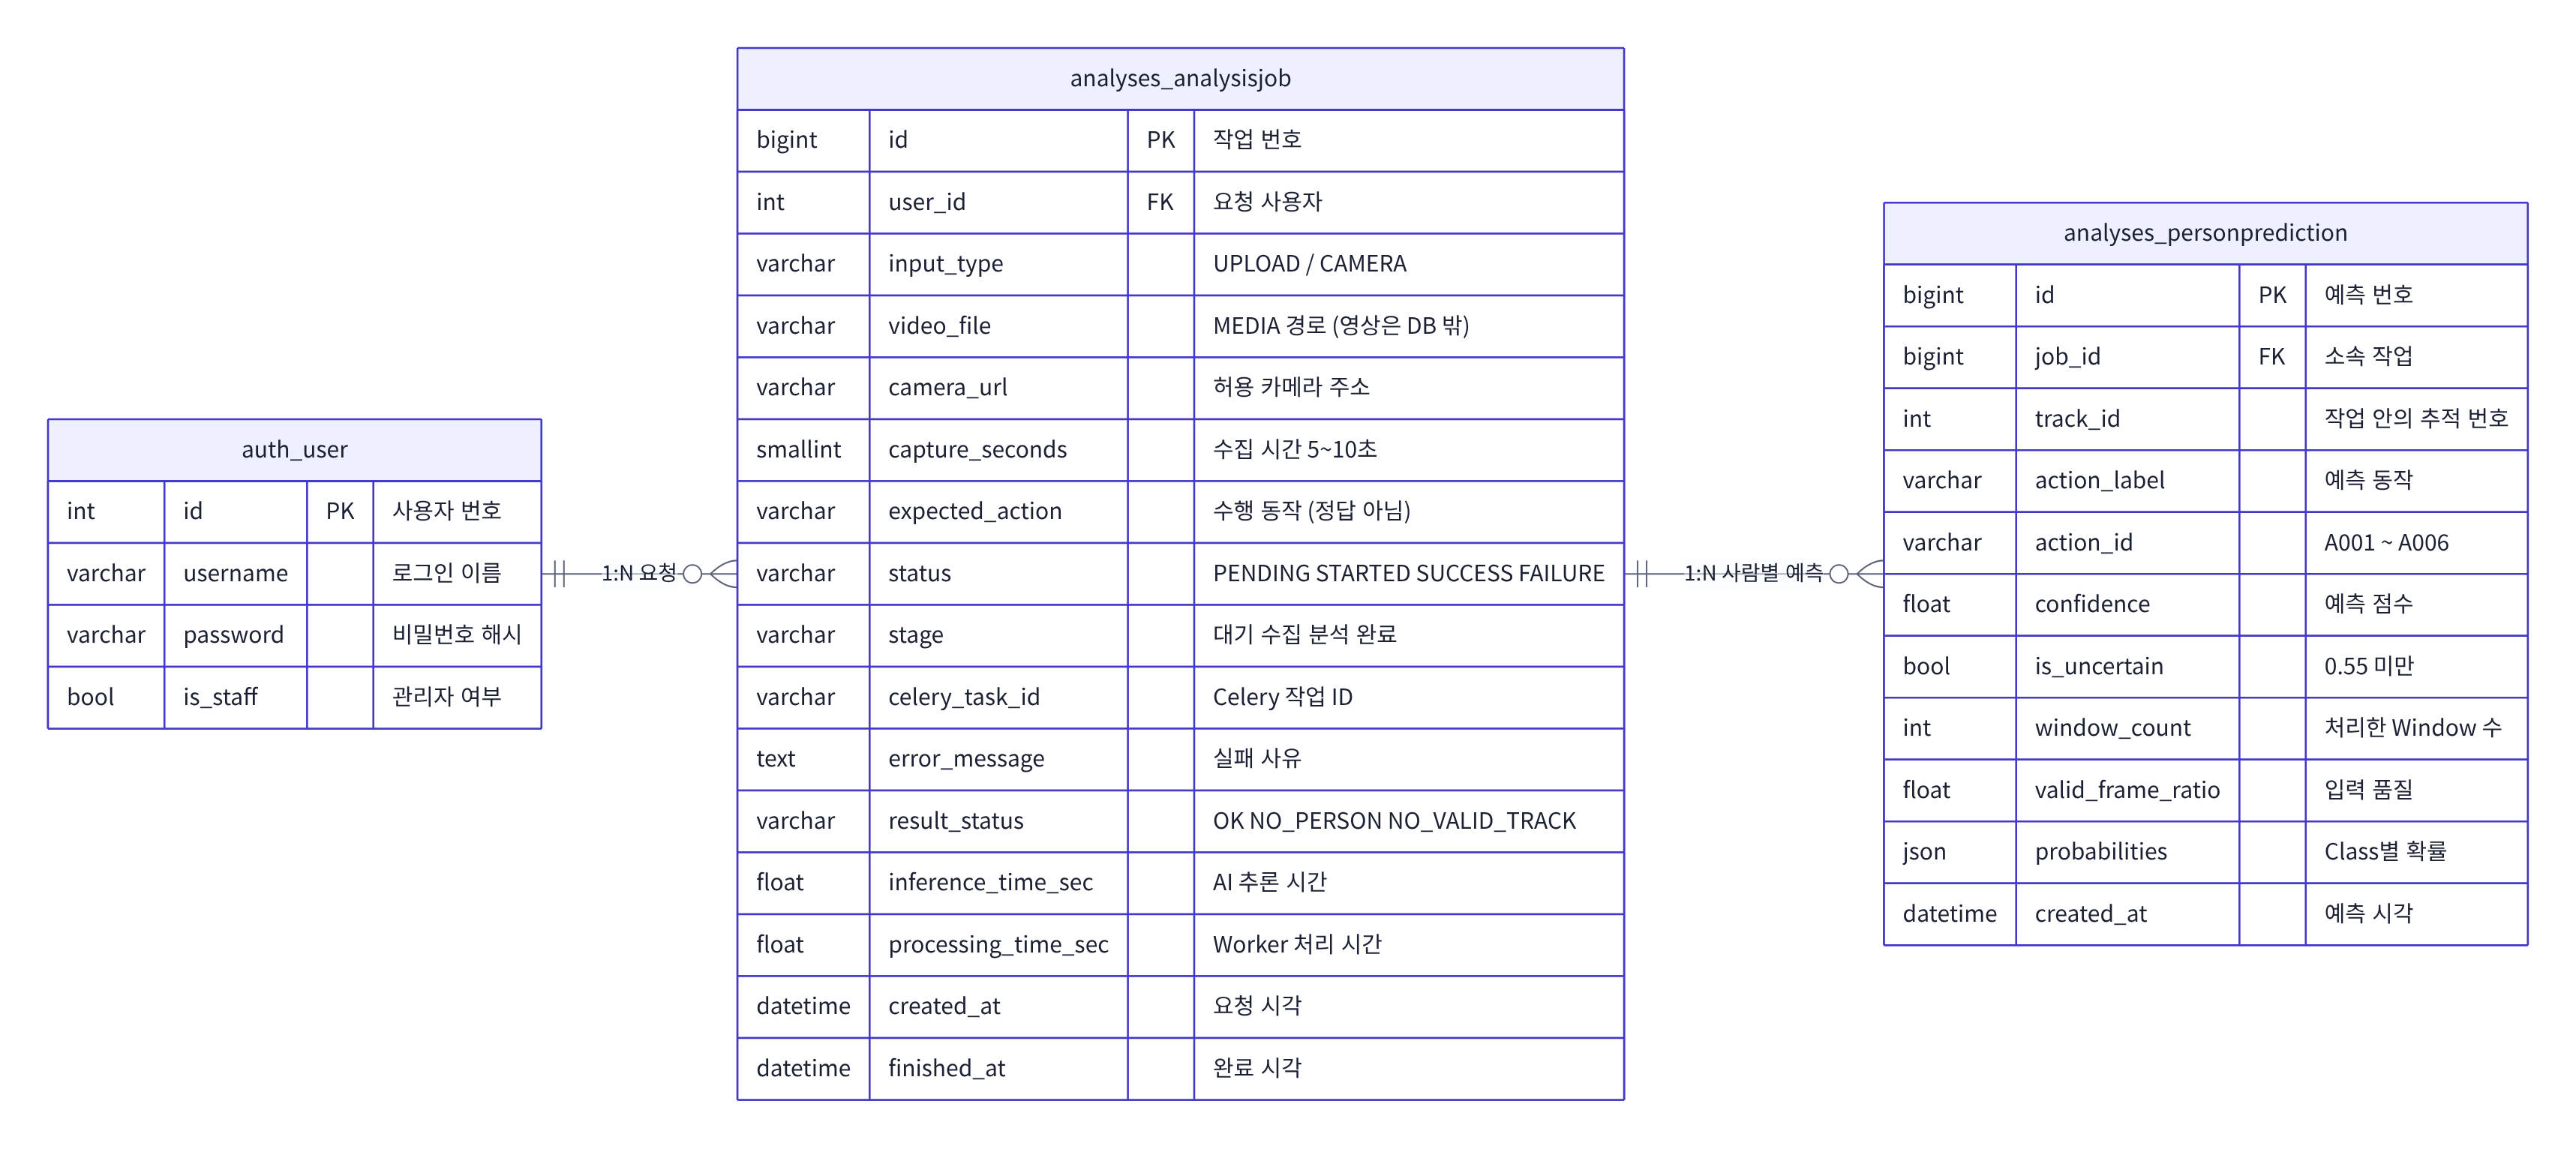 auth_user
int id PK 사용자 번호
varchar username 로그인 이름
varchar password 비밀번호 해시
bool is_staff 관리자 여부
1:N 요청
analyses_analysisjob
bigint id PK 작업 번호
int user_id FK 요청 사용자
varchar input_type UPLOAD / CAMERA
varchar video_file MEDIA 경로 (영상은 DB 밖)
varchar camera_url 허용 카메라 주소
smallint capture_seconds 수집 시간 5~10초
varchar expected_action 수행 동작 (정답 아님)
varchar status PENDING STARTED SUCCESS FAILURE
varchar stage 대기 수집 분석 완료
varchar celery_task_id Celery 작업 ID
text error_message 실패 사유
varchar result_status OK NO_PERSON NO_VALID_TRACK
float inference_time_sec AI 추론 시간
float processing_time_sec Worker 처리 시간
datetime created_at 요청 시각
datetime finished_at 완료 시각
1:N 사람별 예측
analyses_personprediction
bigint id PK 예측 번호
bigint job_id FK 소속 작업
int track_id 작업 안의 추적 번호
varchar action_label 예측 동작
varchar action_id A001 ~ A006
float confidence 예측 점수
bool is_uncertain 0.55 미만
int window_count 처리한 Window 수
float valid_frame_ratio 입력 품질
json probabilities Class별 확률
datetime created_at 예측 시각